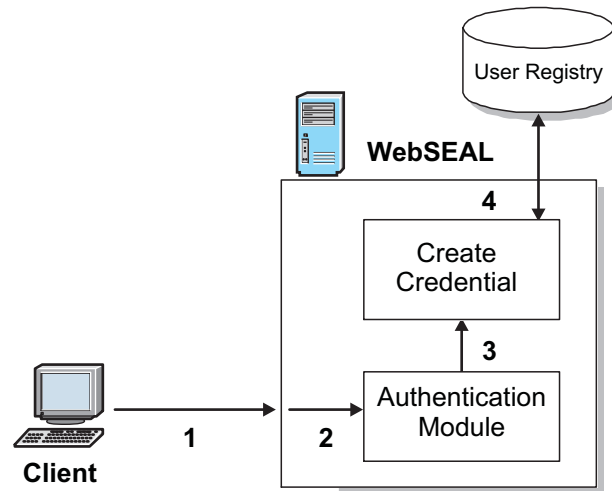 User Registry
WebSEAL
4
Create
Credential
3
Authentication
Module
1
2
Client